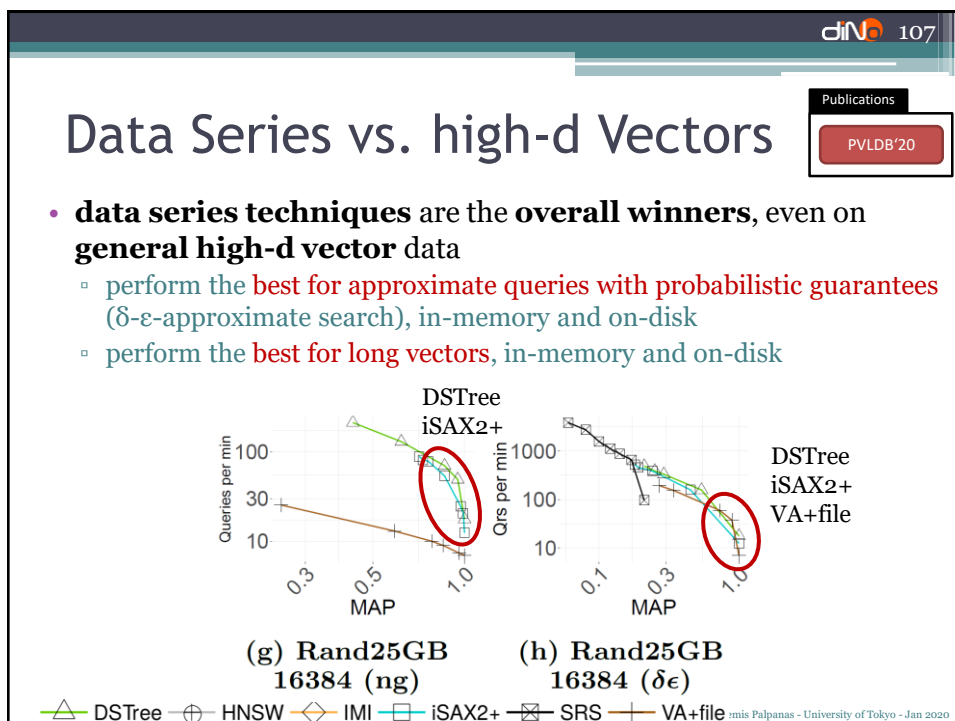 diNo 107
Publications
Data Series vs. high-d Vectors
PVLDB'20
• data series techniques are the overall winners, even on
general high-d vector data
▫ perform the best for approximate queries with probabilistic guarantees
(δ-ε-approximate search), in-memory and on-disk
▫ perform the best for long vectors, in-memory and on-disk
DSTree
iSAX2+
Queries per min
100
30
10
0.3
0.5
1.0
MAP
Qrs per min
1000
100
10
0.1
0.3
1.0
MAP
DSTree
iSAX2+
VA+file
(g) Rand25GB
16384 (ng)
(h) Rand25GB
16384 (δϵ)
DSTree HNSW IMI iSAX2+ SRS VA+file
Palpanas - University of Tokyo - Jan 2020